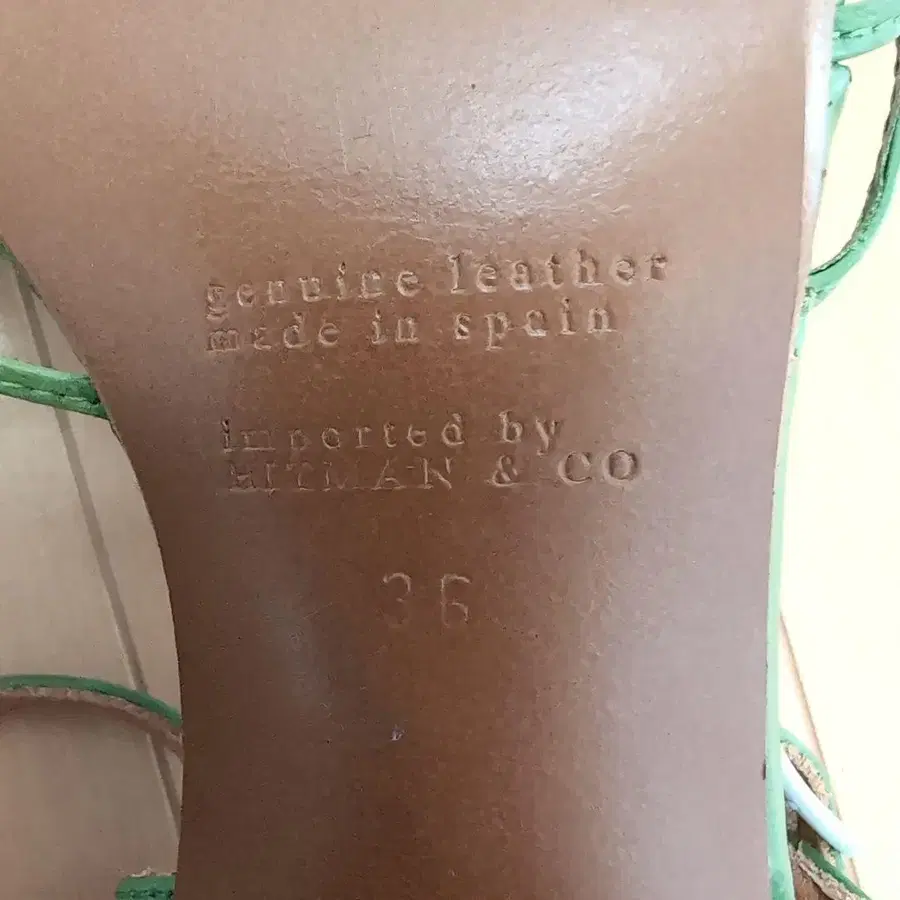 genuine leather
made in spain
imported by
HITMAN & CO
36